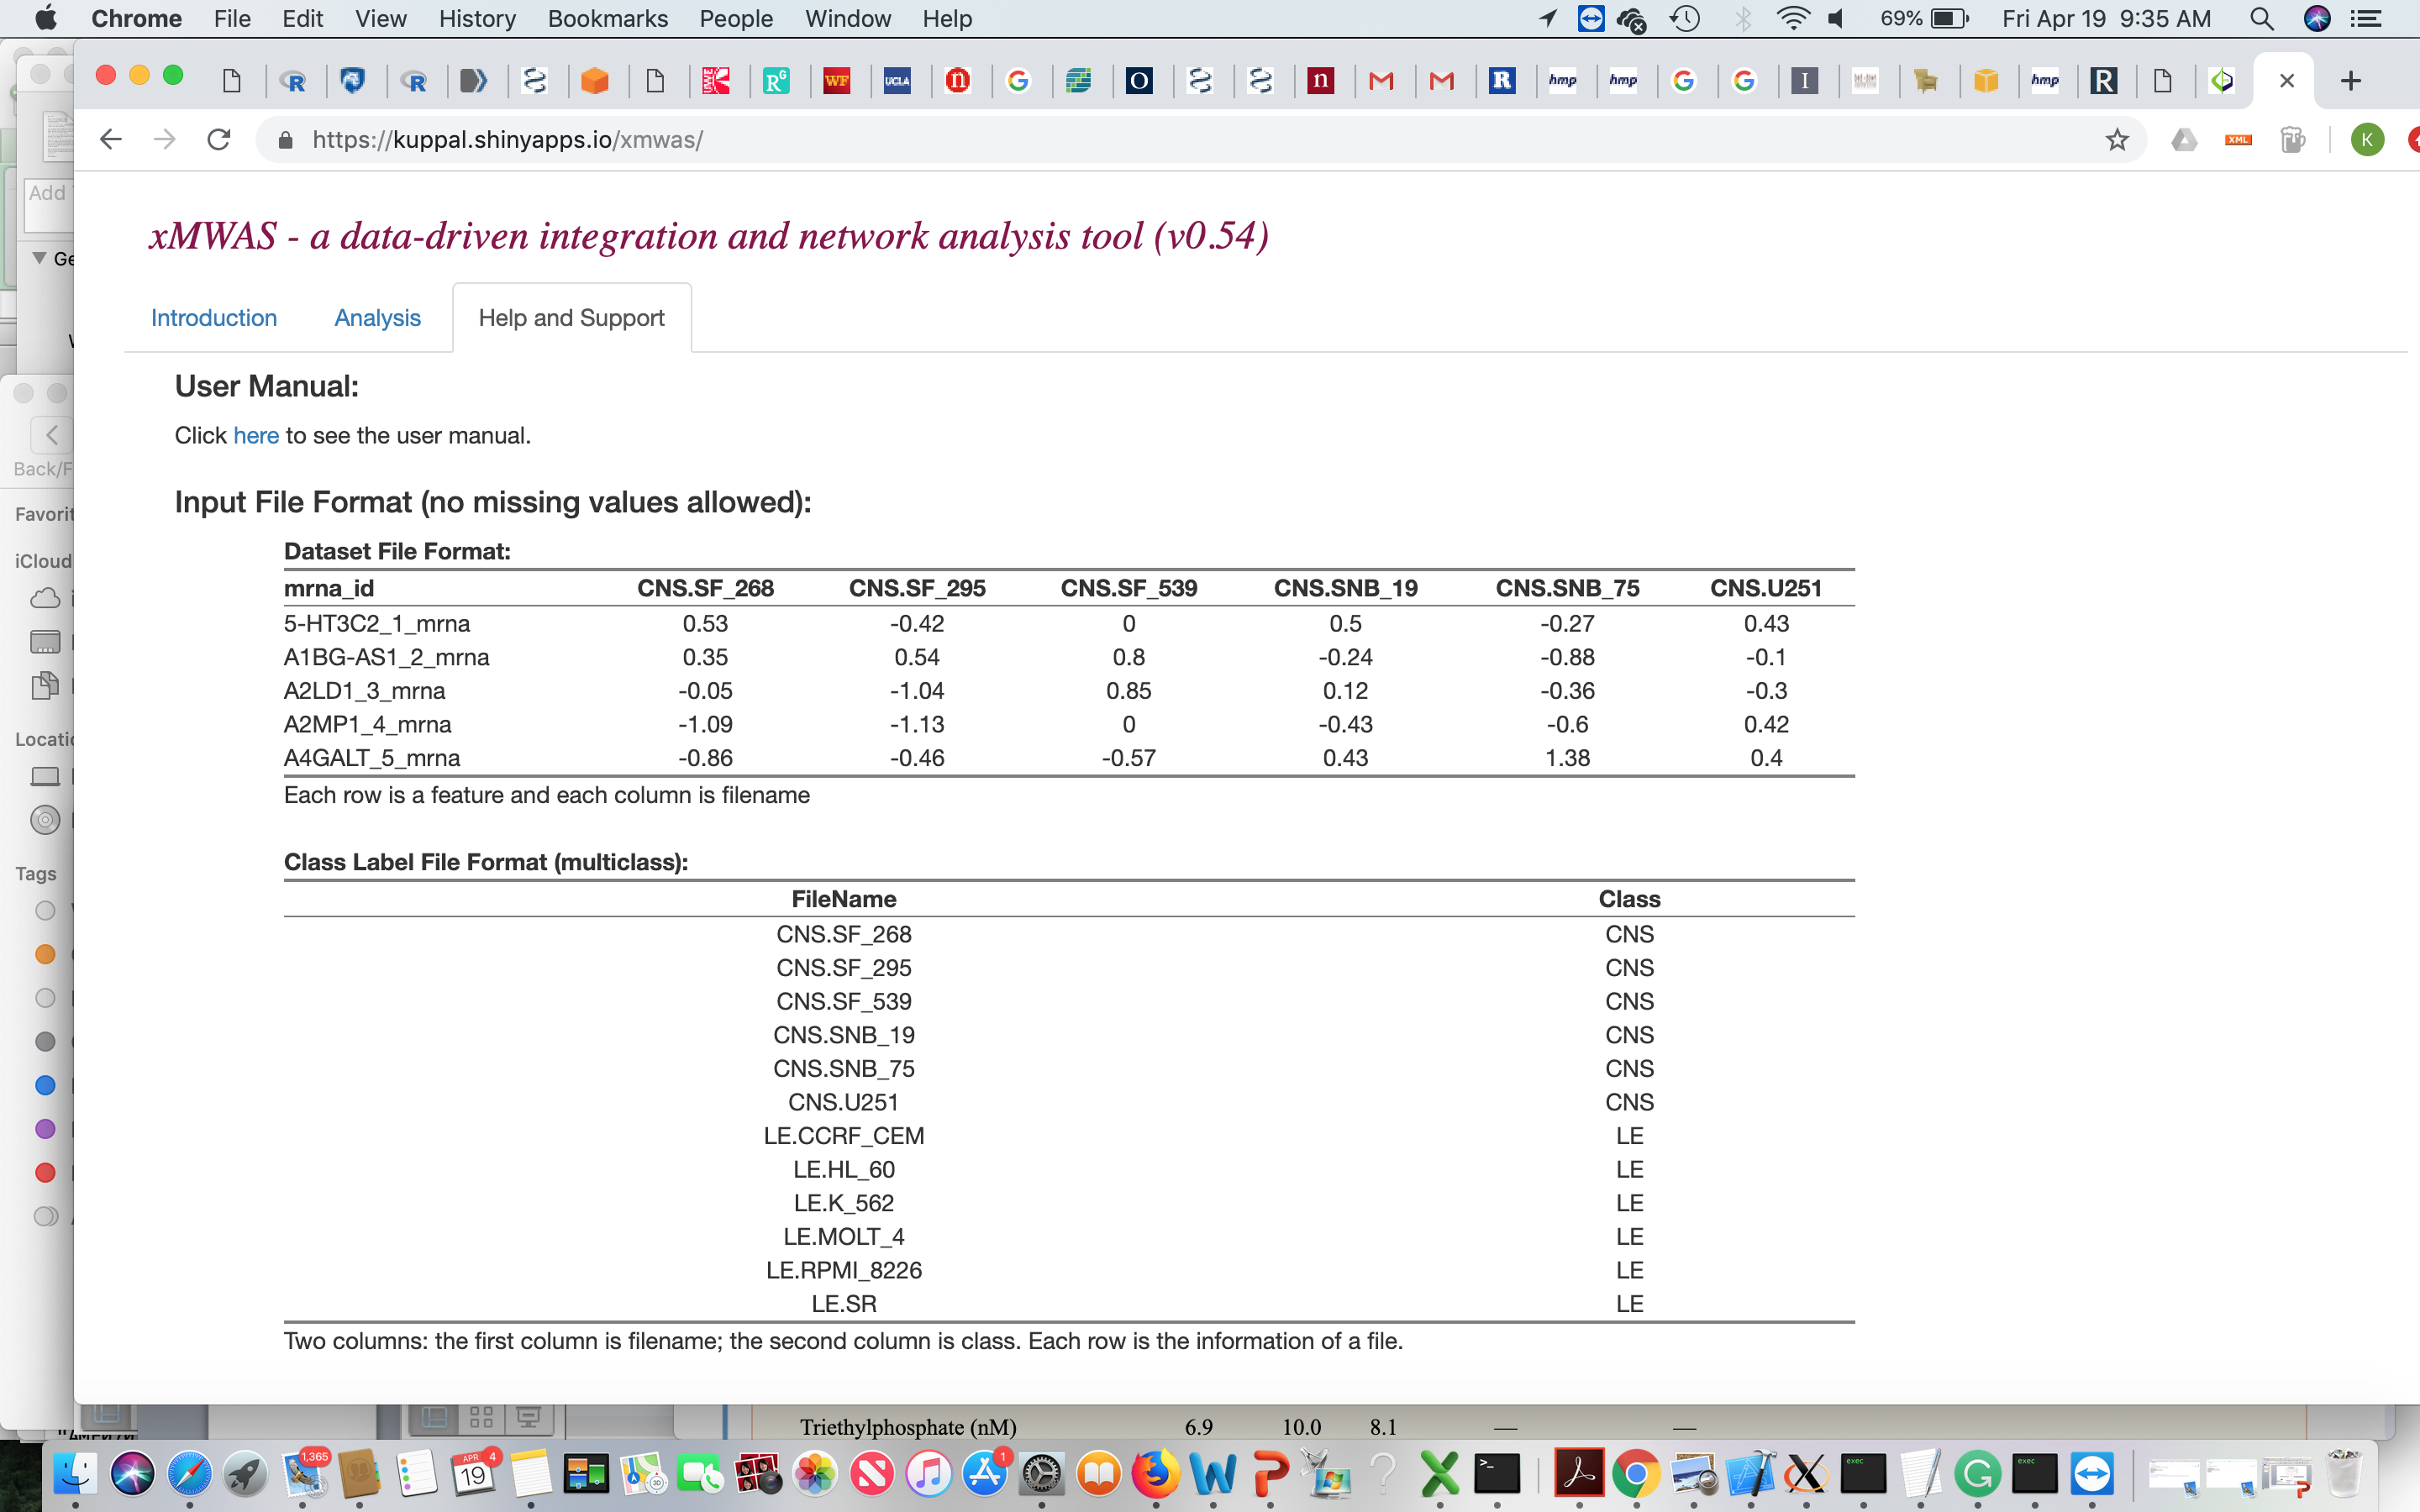 Chrome File Edit View History Bookmarks People Window Help 69% Fri Apr 19 9:35 AM
https://kuppal.shinyapps.io/xmwas/
xMWAS - a data-driven integration and network analysis tool (v0.54)
Introduction Analysis Help and Support
User Manual:
Click here to see the user manual.
Input File Format (no missing values allowed):
Dataset File Format:
mrna_id CNS.SF_268 CNS.SF_295 CNS.SF_539 CNS.SNB_19 CNS.SNB_75 CNS.U251
5-HT3C2_1_mrna 0.53 -0.42 0 0.5 -0.27 0.43
A1BG-AS1_2_mrna 0.35 0.54 0.8 -0.24 -0.88 -0.1
A2LD1_3_mrna -0.05 -1.04 0.85 0.12 -0.36 -0.3
A2MP1_4_mrna -1.09 -1.13 0 -0.43 -0.6 0.42
A4GALT_5_mrna -0.86 -0.46 -0.57 0.43 1.38 0.4
Each row is a feature and each column is filename
Class Label File Format (multiclass):
FileName Class
CNS.SF_268 CNS
CNS.SF_295 CNS
CNS.SF_539 CNS
CNS.SNB_19 CNS
CNS.SNB_75 CNS
CNS.U251 CNS
LE.CCRF_CEM LE
LE.HL_60 LE
LE.K_562 LE
LE.MOLT_4 LE
LE.RPMI_8226 LE
LE.SR LE
Two columns: the first column is filename; the second column is class. Each row is the information of a file.
Add
Back/F
iCloud
Tags
Triethylphosphate (nM) 6.9 10.0 8.1 — —
1,365 APR 19 4 1